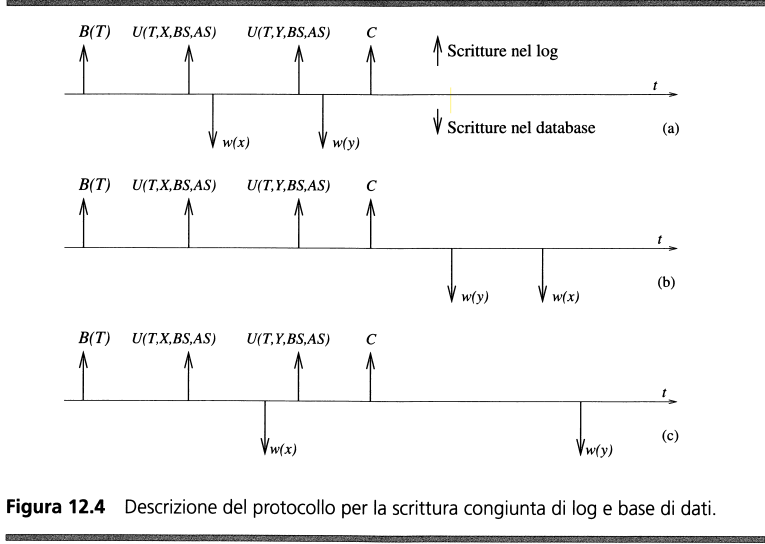 B(T) U(T,X,BS,AS) U(T,Y,BS,AS) C
Scritture nel log
t
Scritture nel database
(a)
w(x) w(y)
B(T) U(T,X,BS,AS) U(T,Y,BS,AS) C
t
(b)
w(y) w(x)
B(T) U(T,X,BS,AS) U(T,Y,BS,AS) C
t
(c)
w(x) w(y)
Figura 12.4 Descrizione del protocollo per la scrittura congiunta di log e base di dati.